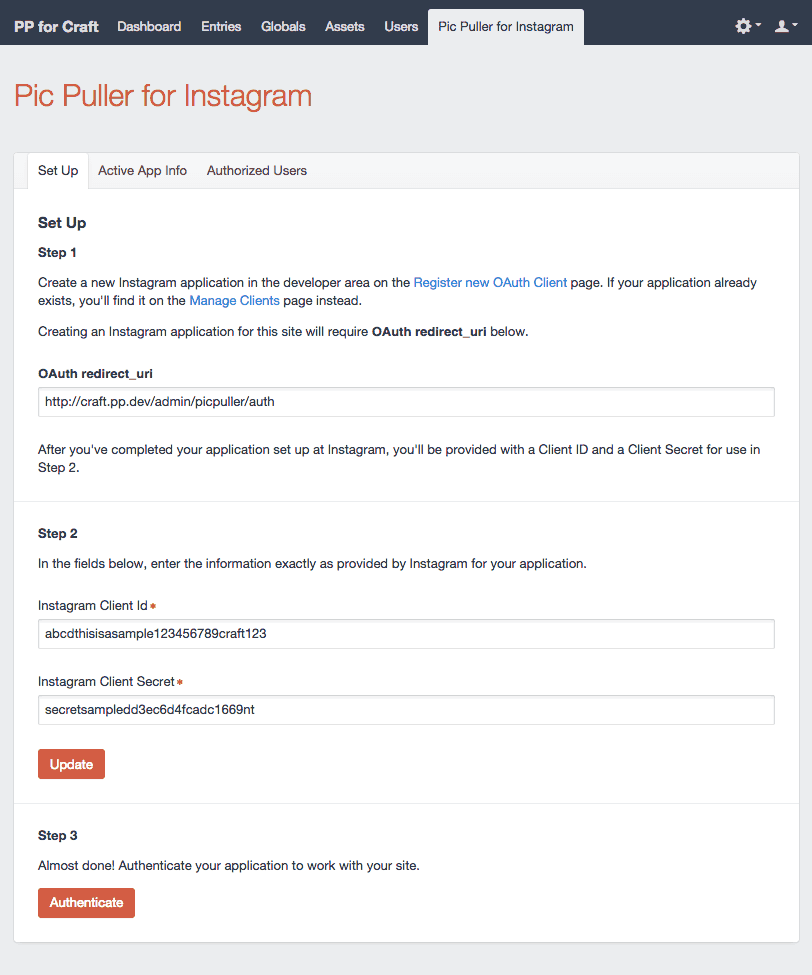 PP for Craft Dashboard Entries Globals Assets Users Pic Puller for Instagram
Pic Puller for Instagram
Set Up Active App Info Authorized Users
Set Up
Step 1
Create a new Instagram application in the developer area on the Register new OAuth Client page. If your application already
exists, you'll find it on the Manage Clients page instead.
Creating an Instagram application for this site will require OAuth redirect_uri below.
OAuth redirect_uri
http://craft.pp.dev/admin/picpuller/auth
After you've completed your application set up at Instagram, you'll be provided with a Client ID and a Client Secret for use in
Step 2.
Step 2
In the fields below, enter the information exactly as provided by Instagram for your application.
Instagram Client Id*
abcdthisisasample123456789craft123
Instagram Client Secret*
secretsampledd3ec6d4fcadc1669nt
Update
Step 3
Almost done! Authenticate your application to work with your site.
Authenticate